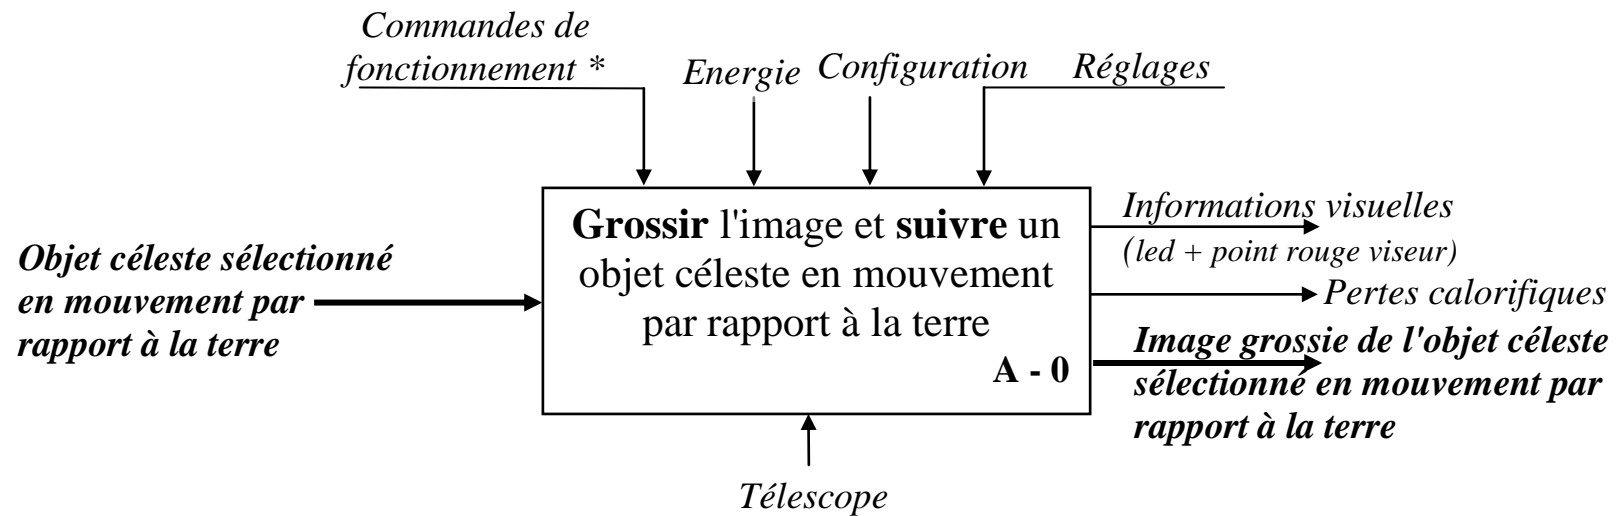 Commandes de
fonctionnement *
Energie
Configuration
Réglages
Objet céleste sélectionné
en mouvement par
rapport à la terre
Grossir l'image et suivre un
objet céleste en mouvement
par rapport à la terre
A - 0
Informations visuelles
(led + point rouge viseur)
Pertes calorifiques
Image grossie de l'objet céleste
sélectionné en mouvement par
rapport à la terre
Télescope